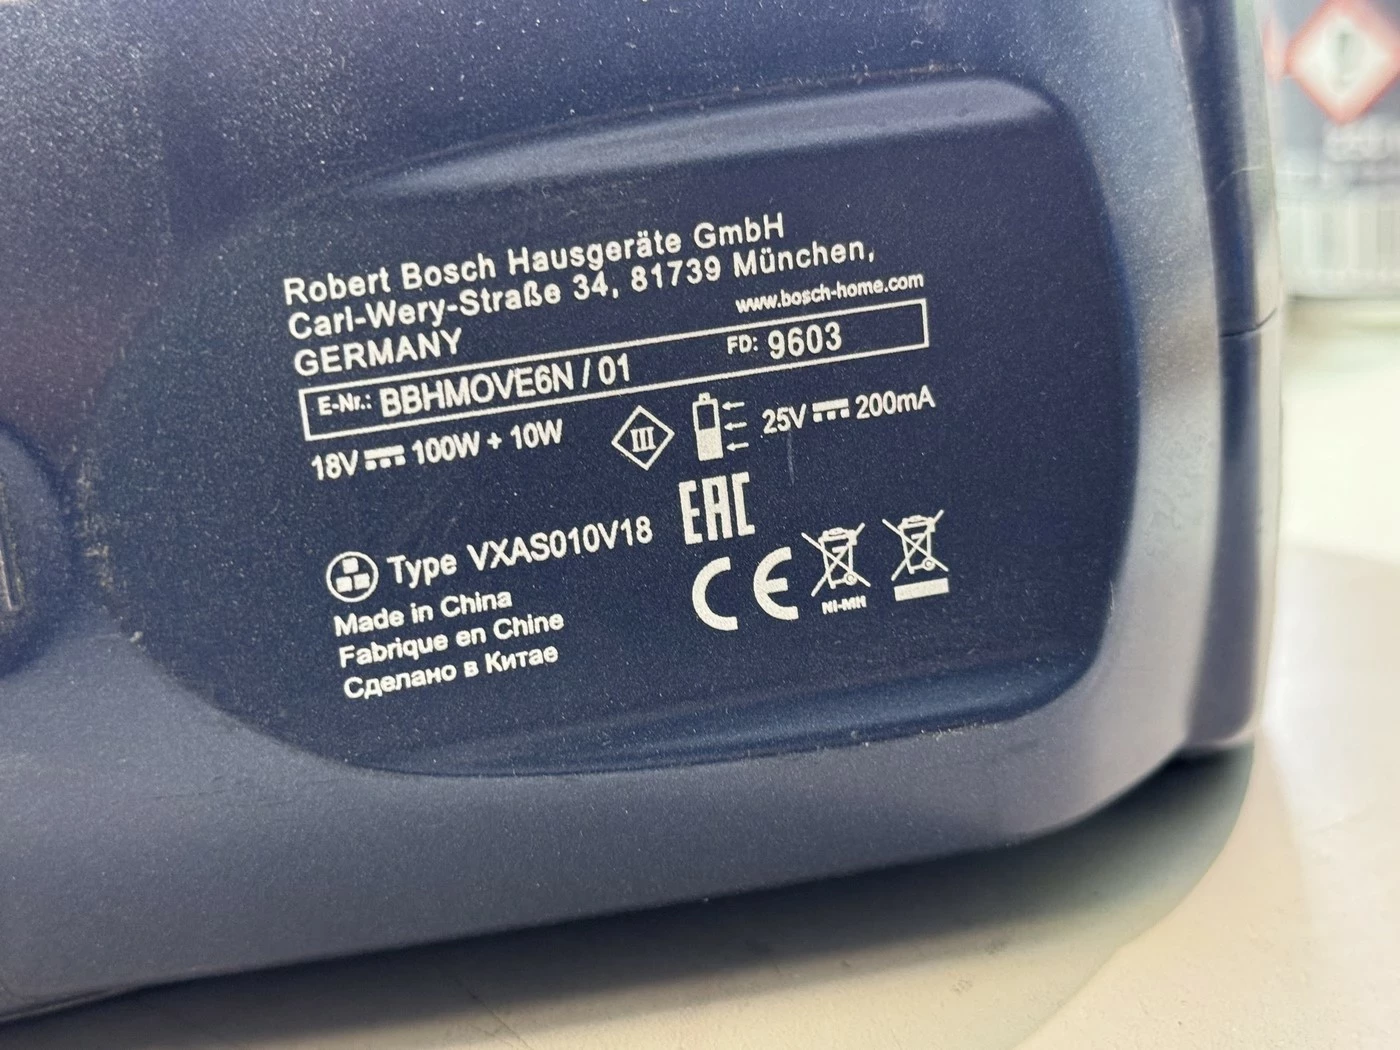 Robert Bosch Hausgeräte GmbH
Carl-Wery-Straße 34, 81739 München,
GERMANY
www.bosch-home.com
E-Nr.: BBHMOVE6N / 01 FD: 9603
18V 100W + 10W III 25V 200mA
EAC
Type VXAS010V18
CE
NI-MH
Made in China
Fabrique en Chine
Сделано в Китае